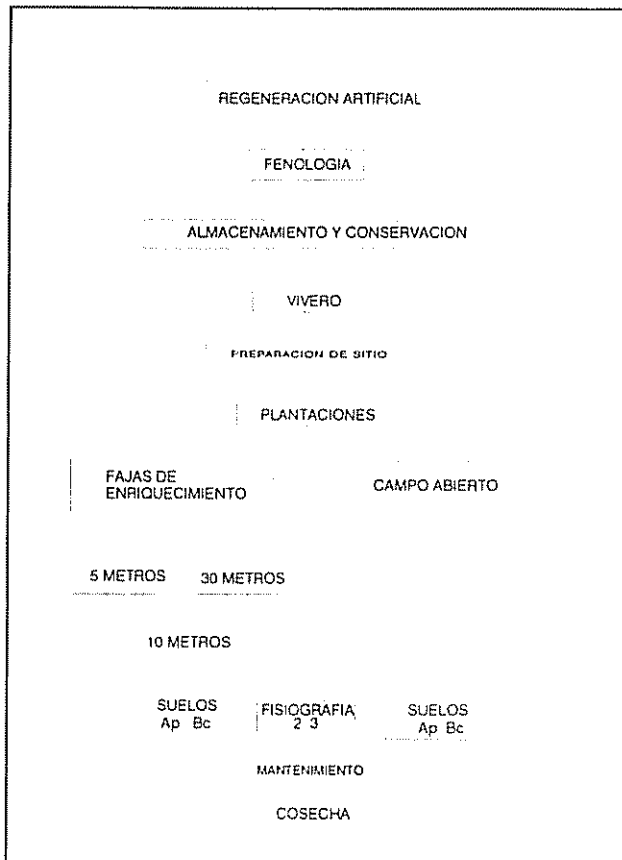 REGENERACION ARTIFICIAL
FENOLOGIA
ALMACENAMIENTO Y CONSERVACION
VIVERO
PREPARACION DE SITIO
PLANTACIONES
FAJAS DE
ENRIQUECIMIENTO
CAMPO ABIERTO
5 METROS
30 METROS
10 METROS
SUELOS
Ap Bc
FISIOGRAFIA
2 3
SUELOS
Ap Bc
MANTENIMIENTO
COSECHA